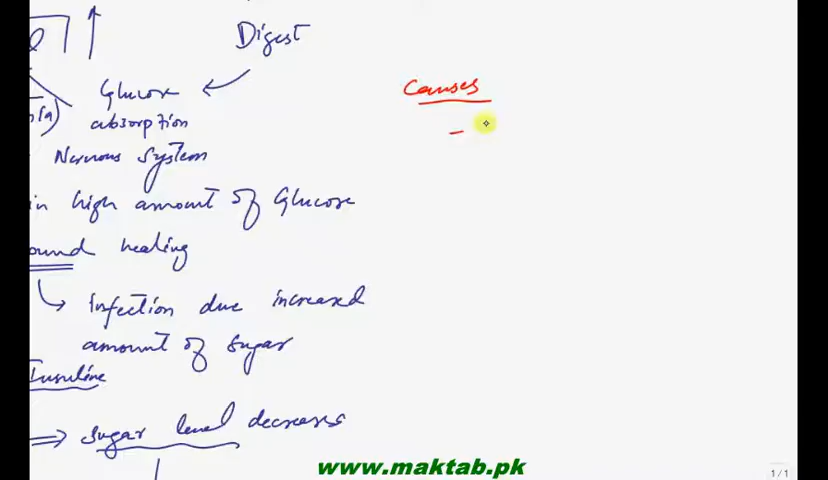 Digest
Causes
Glucose
absorption
Nervous System
in high amount of Glucose
ound healing
Infection due increased
amount of Sugar
Insuline
Sugar level decreases
www.maktab.pk
1/1